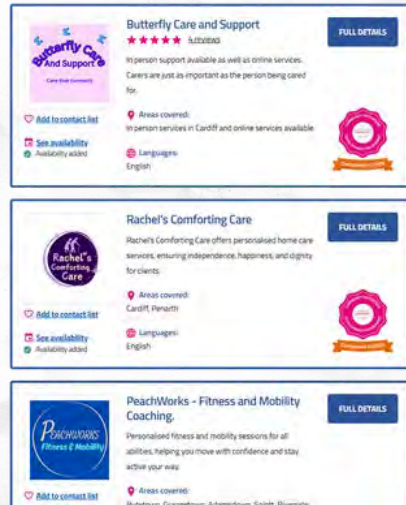 Butterfly Care
And Support
Butterfly Care and Support
4 reviews
FULL DETAILS
In person support available as well as online services.
Carers are just as important as the person being cared
for.
Add to contact list
See availability
Availability added
Areas covered:
In person services in Cardiff and online services available
Languages:
English
Rachel's
Comforting
Care
Rachel's Comforting Care
FULL DETAILS
Rachel's Comforting Care offers personalised home care
services, ensuring independence, happiness, and dignity
for clients.
Add to contact list
See availability
Availability added
Areas covered:
Cardiff, Penarth
Languages:
English
PEACHWORKS
Fitness & Mobility
PeachWorks - Fitness and Mobility
Coaching.
FULL DETAILS
Personalised fitness and mobility sessions for all
abilities, helping you move with confidence and stay
active your way.
Add to contact list
Areas covered: